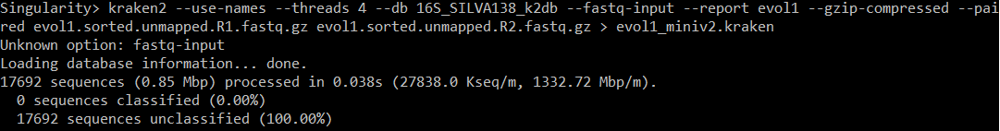 Singularity> kraken2 --use-names --threads 4 --db 16S_SILVA138_k2db --fastq-input --report evol1 --gzip-compressed --pai
red evol1.sorted.unmapped.R1.fastq.gz evol1.sorted.unmapped.R2.fastq.gz > evol1_miniv2.kraken
Unknown option: fastq-input
Loading database information... done.
17692 sequences (0.85 Mbp) processed in 0.038s (27838.0 Kseq/m, 1332.72 Mbp/m).
  0 sequences classified (0.00%)
  17692 sequences unclassified (100.00%)